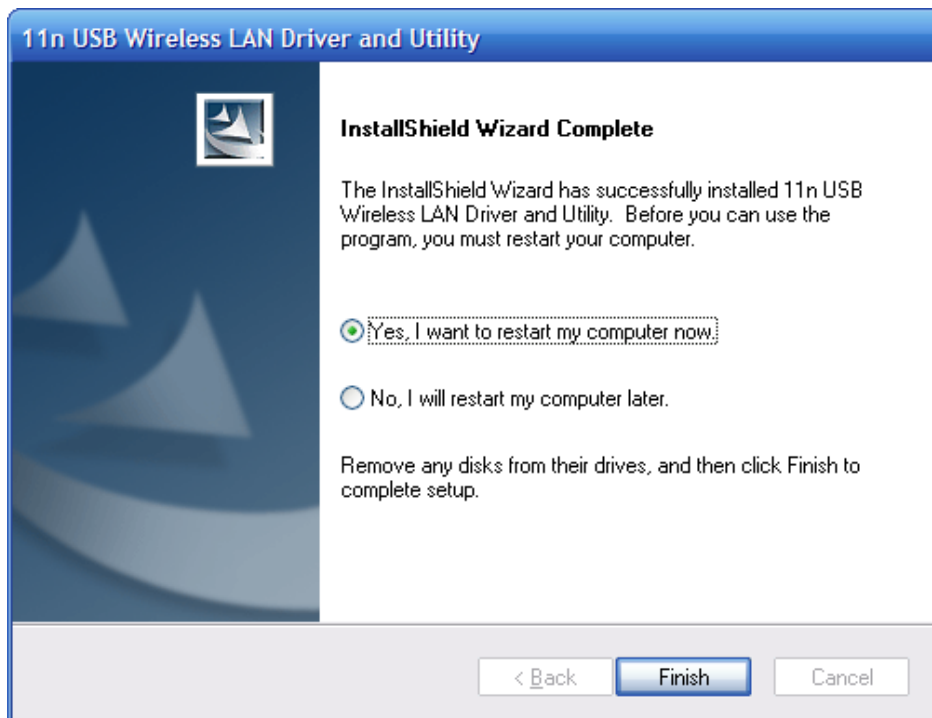 11n USB Wireless LAN Driver and Utility
InstallShield Wizard Complete
The InstallShield Wizard has successfully installed 11n USB
Wireless LAN Driver and Utility.  Before you can use the
program, you must restart your computer.
Yes, I want to restart my computer now.
No, I will restart my computer later.
Remove any disks from their drives, and then click Finish to
complete setup.
< Back Finish Cancel